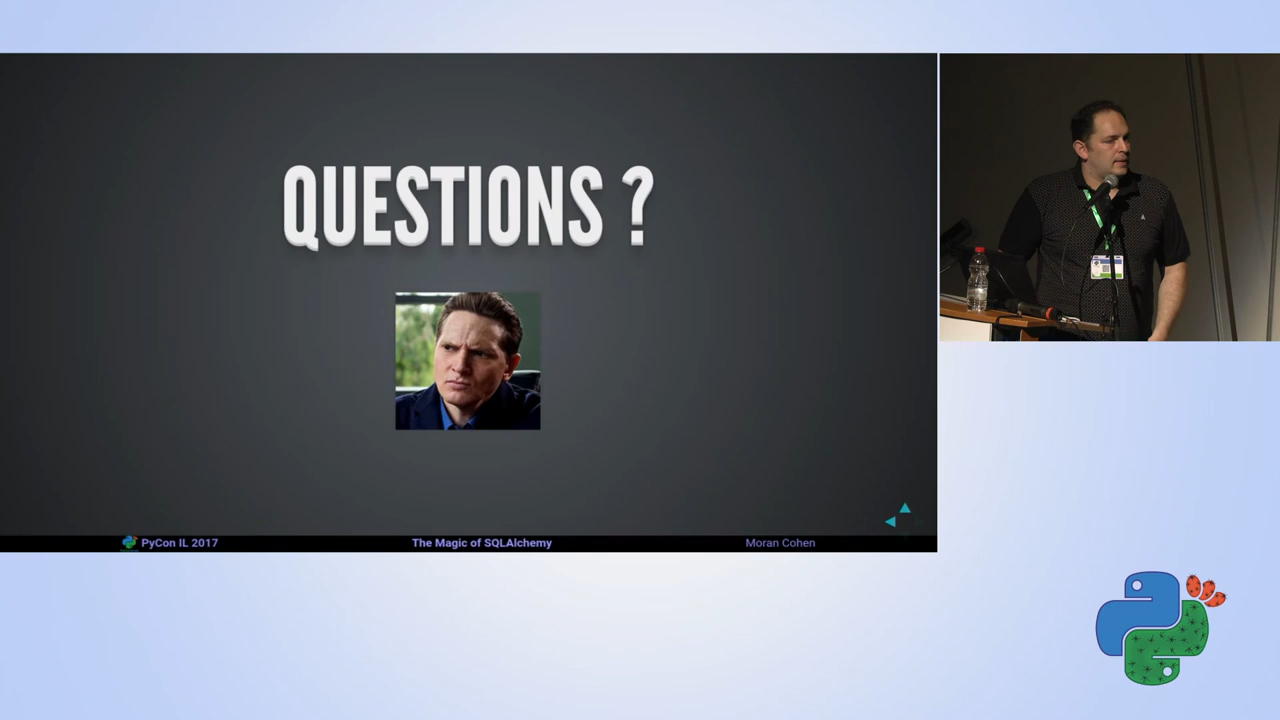 QUESTIONS ?
PyCon IL 2017
The Magic of SQLAlchemy
Moran Cohen